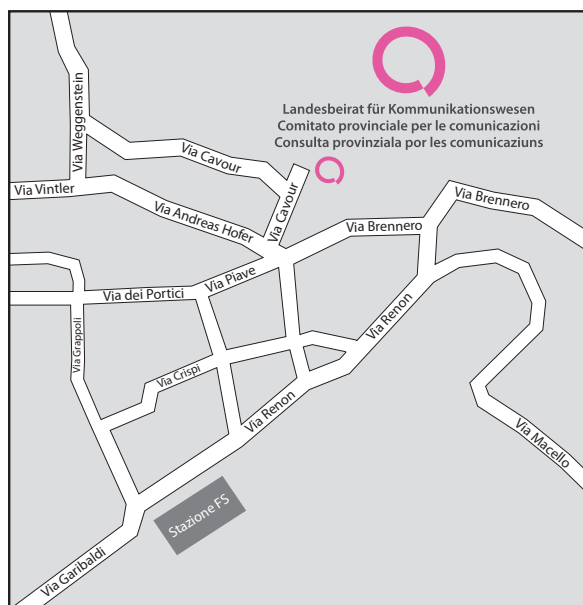 Landesbeirat für Kommunikationswesen
Comitato provinciale per le comunicazioni
Consulta provinziala por les comunicaziuns
Via Weggenstein
Via Cavour
Via Vintler
Via Andreas Hofer
Via Cavour
Via Brennero
Via Brennero
Via Piave
Via dei Portici
Via Grappoli
Via Crispi
Via Renon
Via Renon
Via Macello
Stazione FS
Via Garibaldi